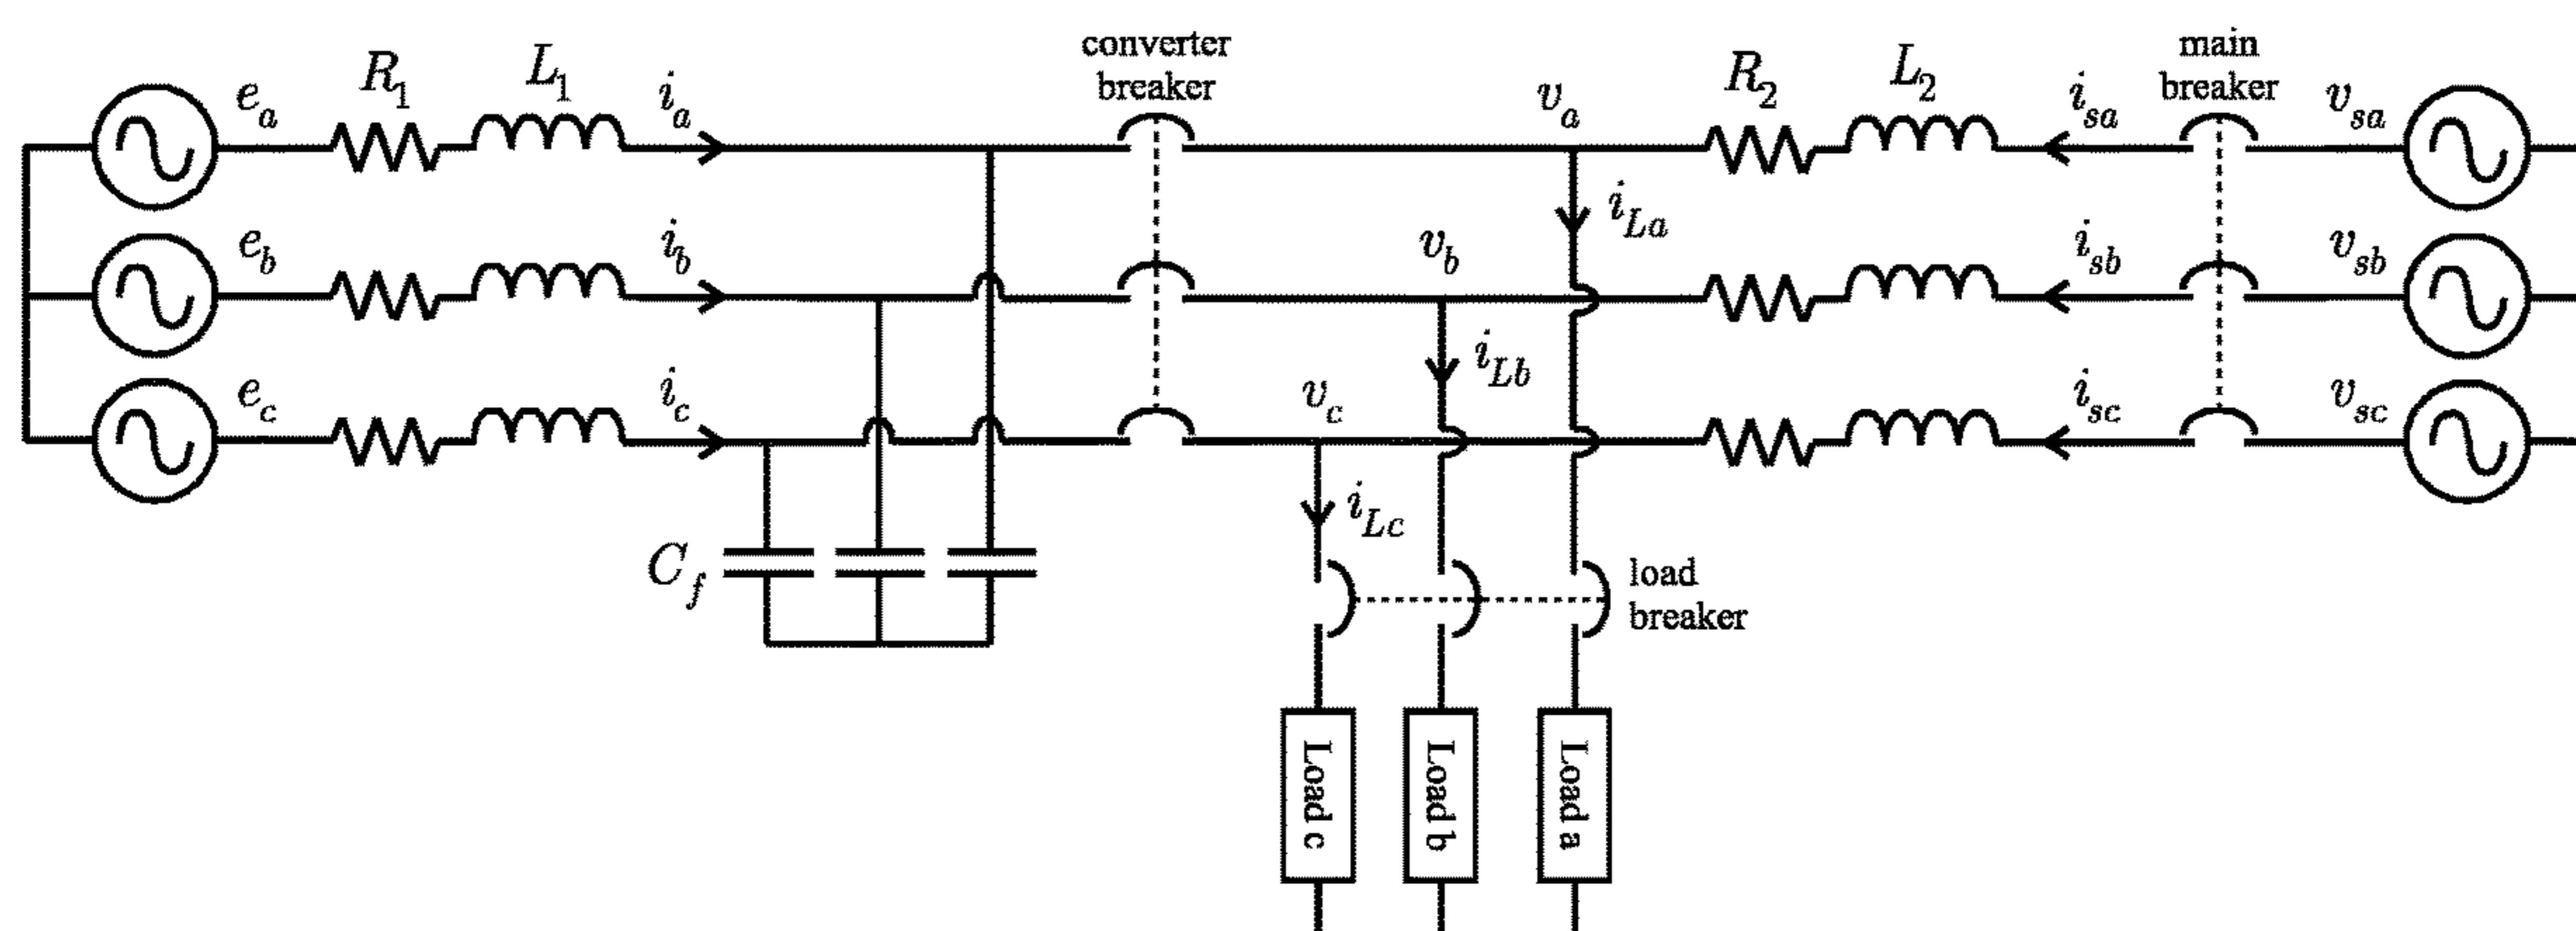 converter
breaker
main
breaker
e_a R_1 L_1 i_a v_a R_2 L_2 i_sa v_sa
i_La
e_b i_b v_b i_sb v_sb
i_Lb
e_c i_c v_c i_sc v_sc
i_Lc
C_f
load
breaker
Load c
Load b
Load a